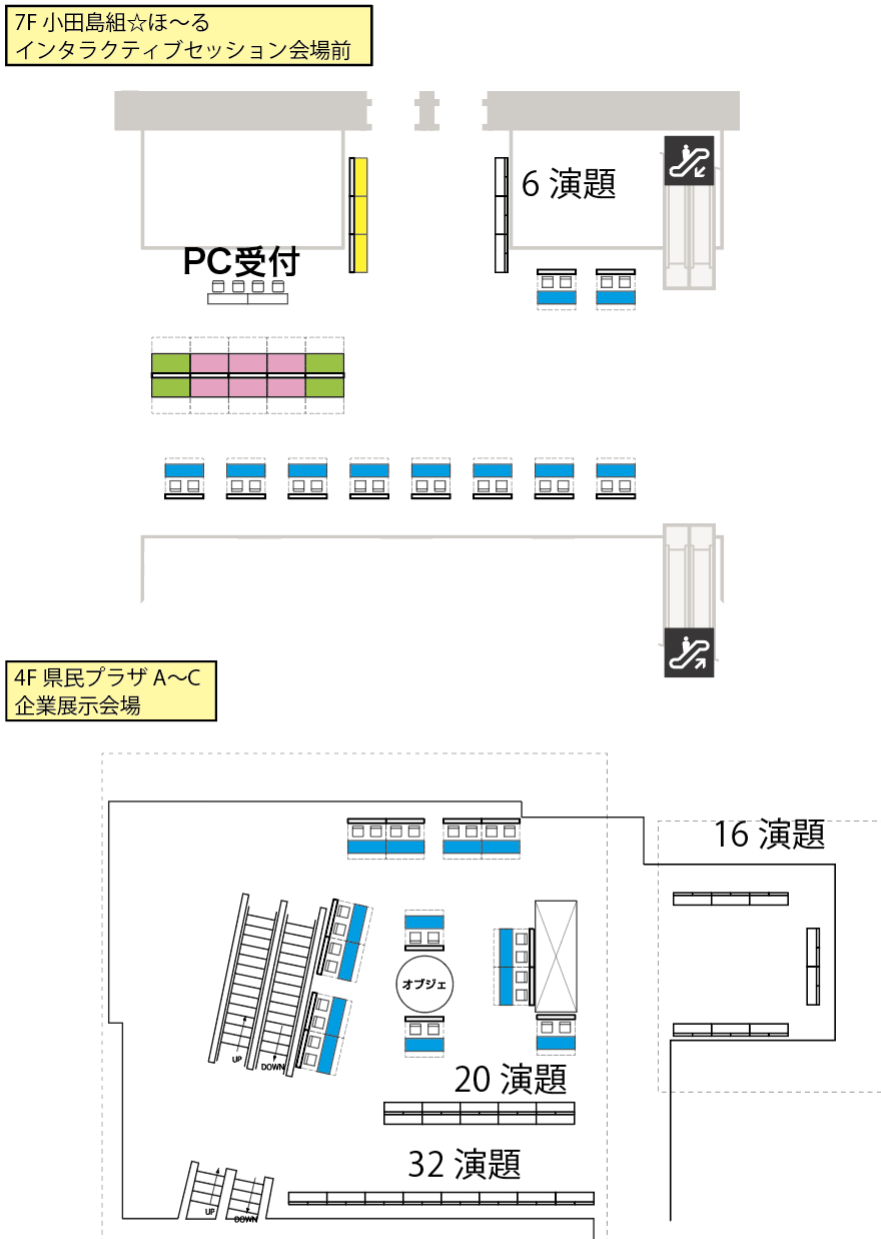 7F 小田島組☆ほ～る
インタラクティブセッション会場前
6 演題
PC受付
4F 県民プラザ A～C
企業展示会場
16 演題
オブジェ
UP
DOWN
20 演題
32 演題
UP
DOWN